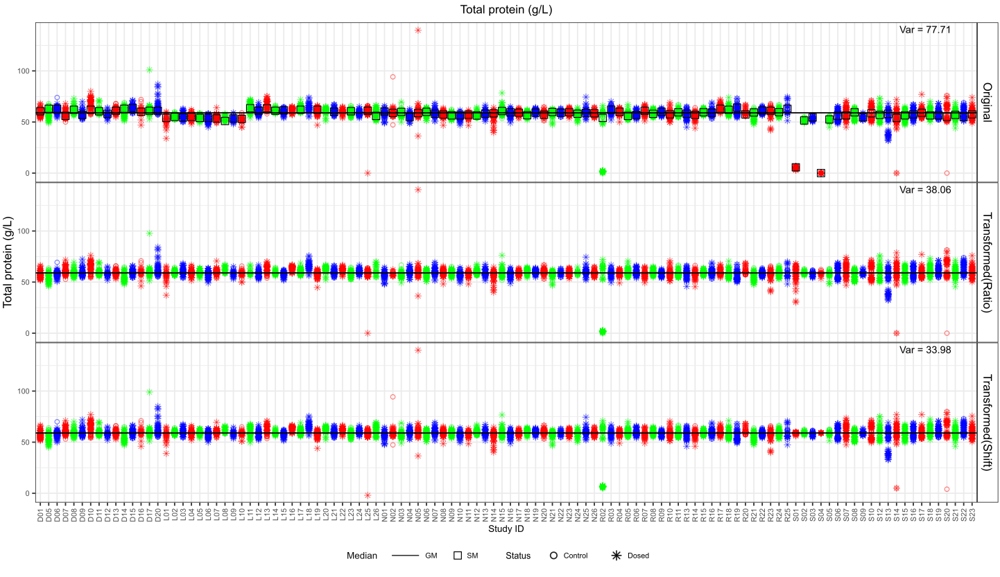 Total protein (g/L)
Var = 77.71
100
50
0
Original
Var = 38.06
100
50
0
Transformed(Ratio)
Var = 33.98
100
50
0
Transformed(Shift)
Total protein (g/L)
D01 D05 D06 D07 D08 D09 D10 D11 D12 D13 D14 D15 D16 D17 D20 L01 L02 L03 L04 L05 L06 L07 L08 L09 L10 L11 L12 L13 L14 L15 L16 L17 L18 L19 L20 L21 L22 L23 L24 L25 L26 N01 N02 N03 N04 N05 N06 N07 N08 N09 N10 N11 N12 N13 N14 N15 N16 N17 N18 N19 N20 N21 N22 N23 N24 N25 N26 R02 R03 R04 R05 R06 R07 R08 R09 R10 R11 R13 R14 R15 R16 R17 R18 R19 R20 R21 R22 R23 R24 R25 S01 S02 S03 S04 S05 S06 S07 S08 S09 S10 S12 S13 S14 S15 S16 S17 S18 S19 S20 S21 S22 S23
Study ID
Median GM SM Status Control Dosed